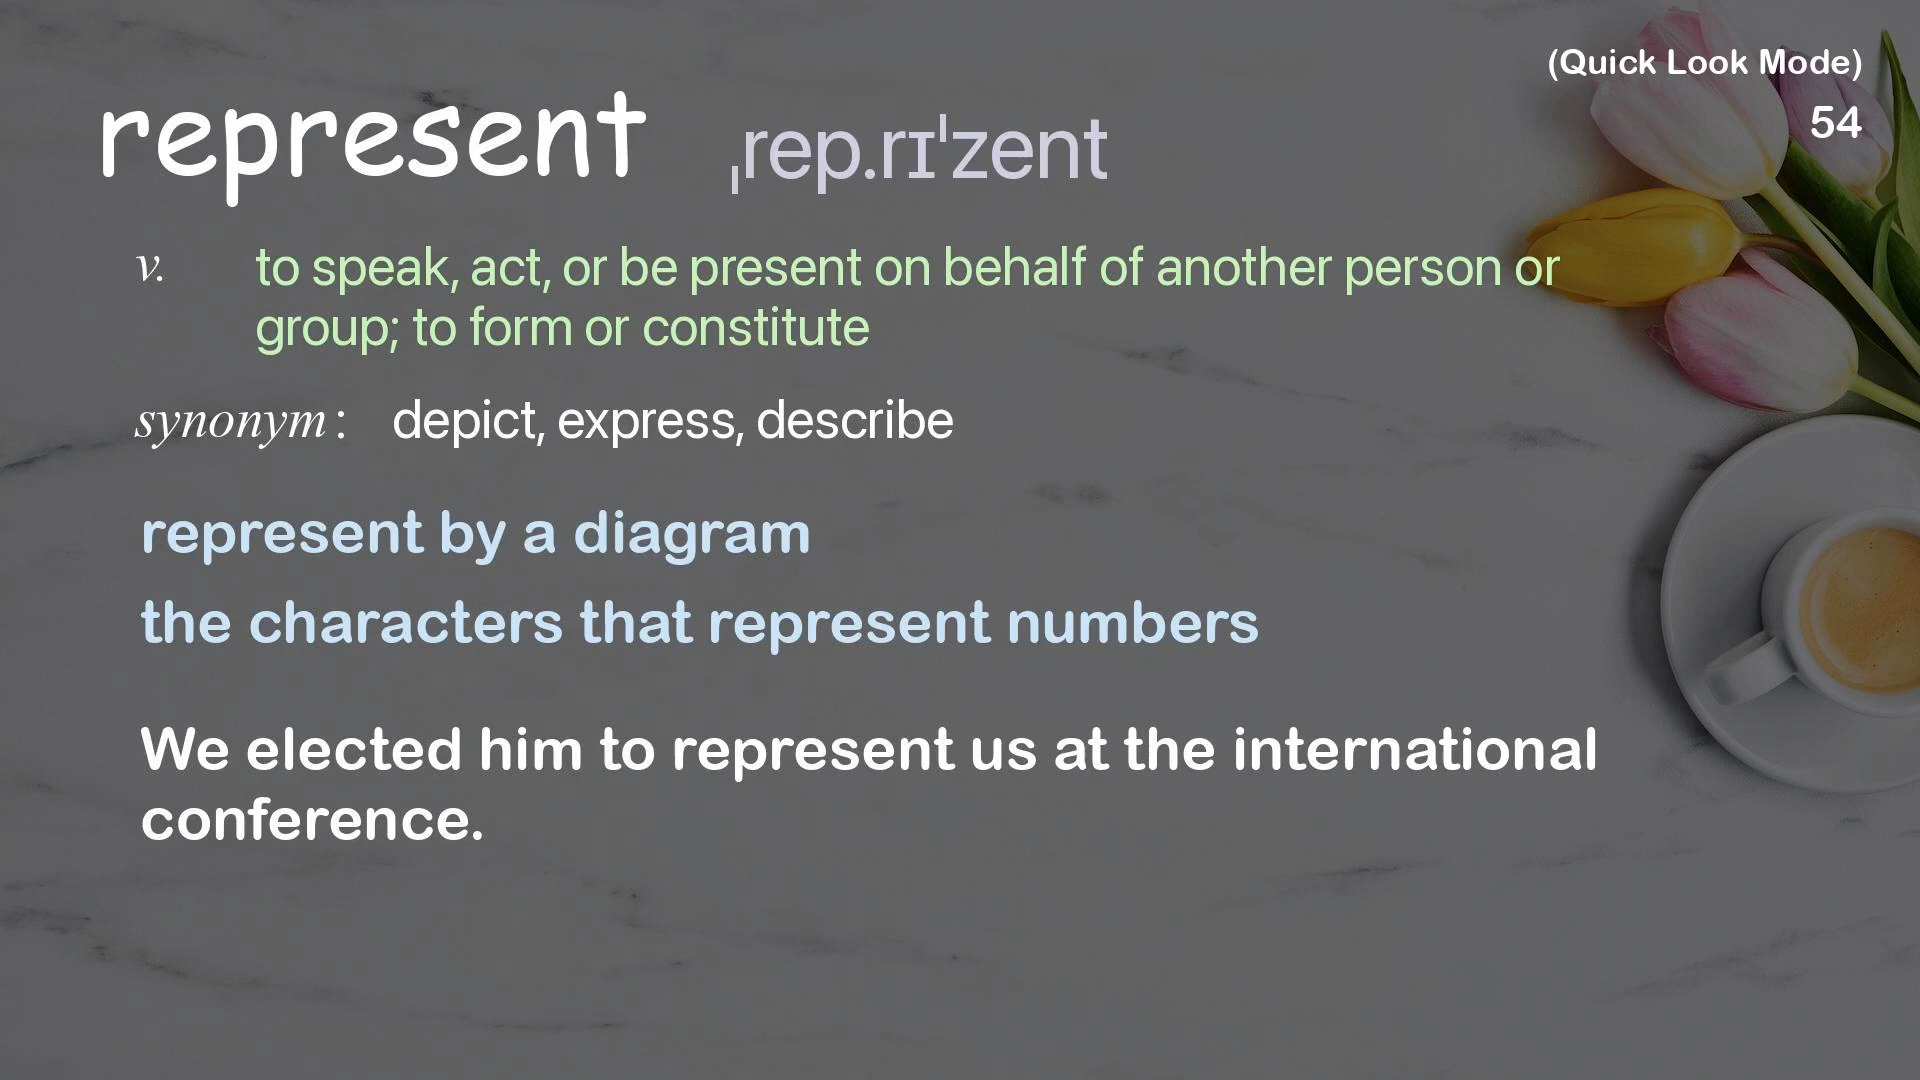 (Quick Look Mode)
represent ˌrep.rɪˈzent
54
v. to speak, act, or be present on behalf of another person or
group; to form or constitute
synonym: depict, express, describe
represent by a diagram
the characters that represent numbers
We elected him to represent us at the international
conference.